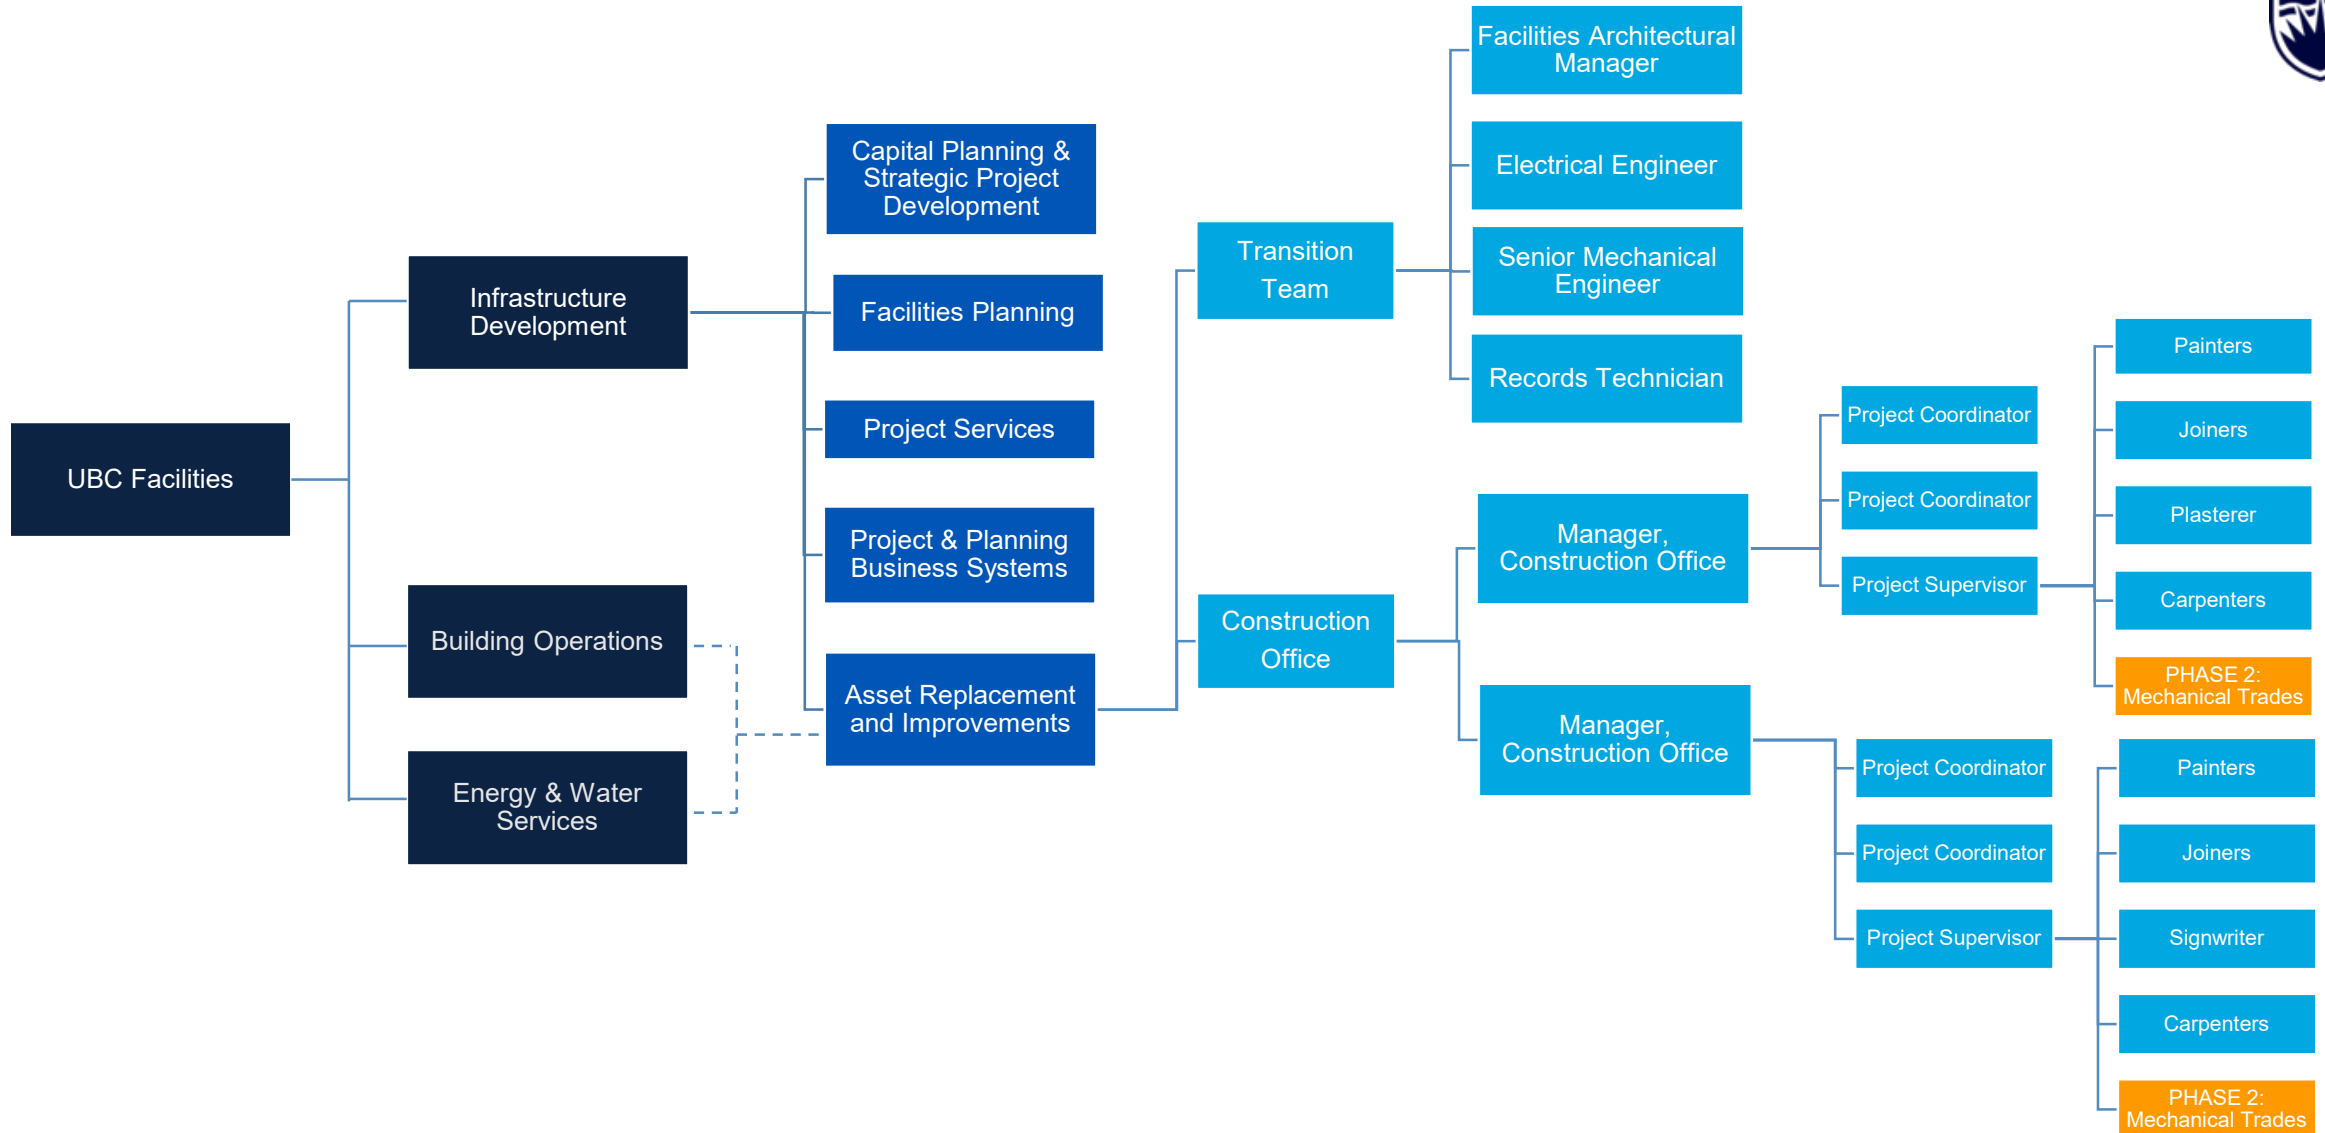 UBC Facilities
Infrastructure
Development
Building Operations
Energy & Water
Services
Capital Planning &
Strategic Project
Development
Facilities Planning
Project Services
Project & Planning
Business Systems
Asset Replacement
and Improvements
Transition
Team
Construction
Office
Facilities Architectural
Manager
Electrical Engineer
Senior Mechanical
Engineer
Records Technician
Manager,
Construction Office
Manager,
Construction Office
Project Coordinator
Project Coordinator
Project Supervisor
Project Coordinator
Project Coordinator
Project Supervisor
Painters
Joiners
Plasterer
Carpenters
PHASE 2:
Mechanical Trades
Painters
Joiners
Signwriter
Carpenters
PHASE 2:
Mechanical Trades